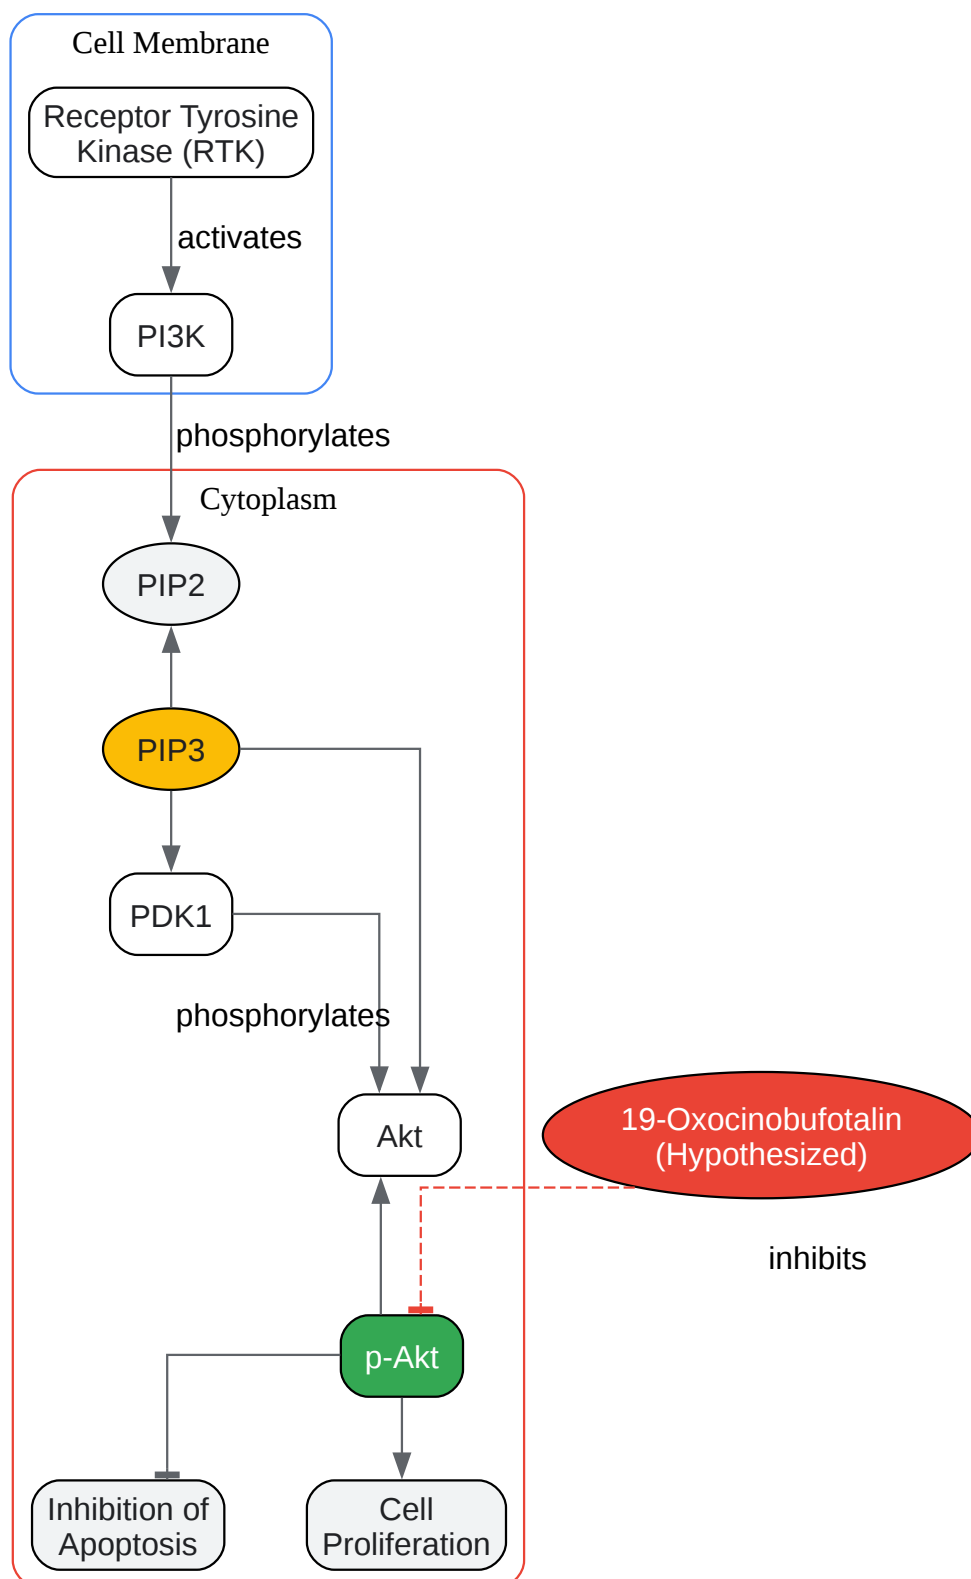 Cell Membrane
Receptor Tyrosine
Kinase (RTK)
activates
PI3K
phosphorylates
Cytoplasm
PIP2
PIP3
PDK1
phosphorylates
Akt
19-Oxocinobufotalin
(Hypothesized)
inhibits
p-Akt
Inhibition of
Apoptosis
Cell
Proliferation